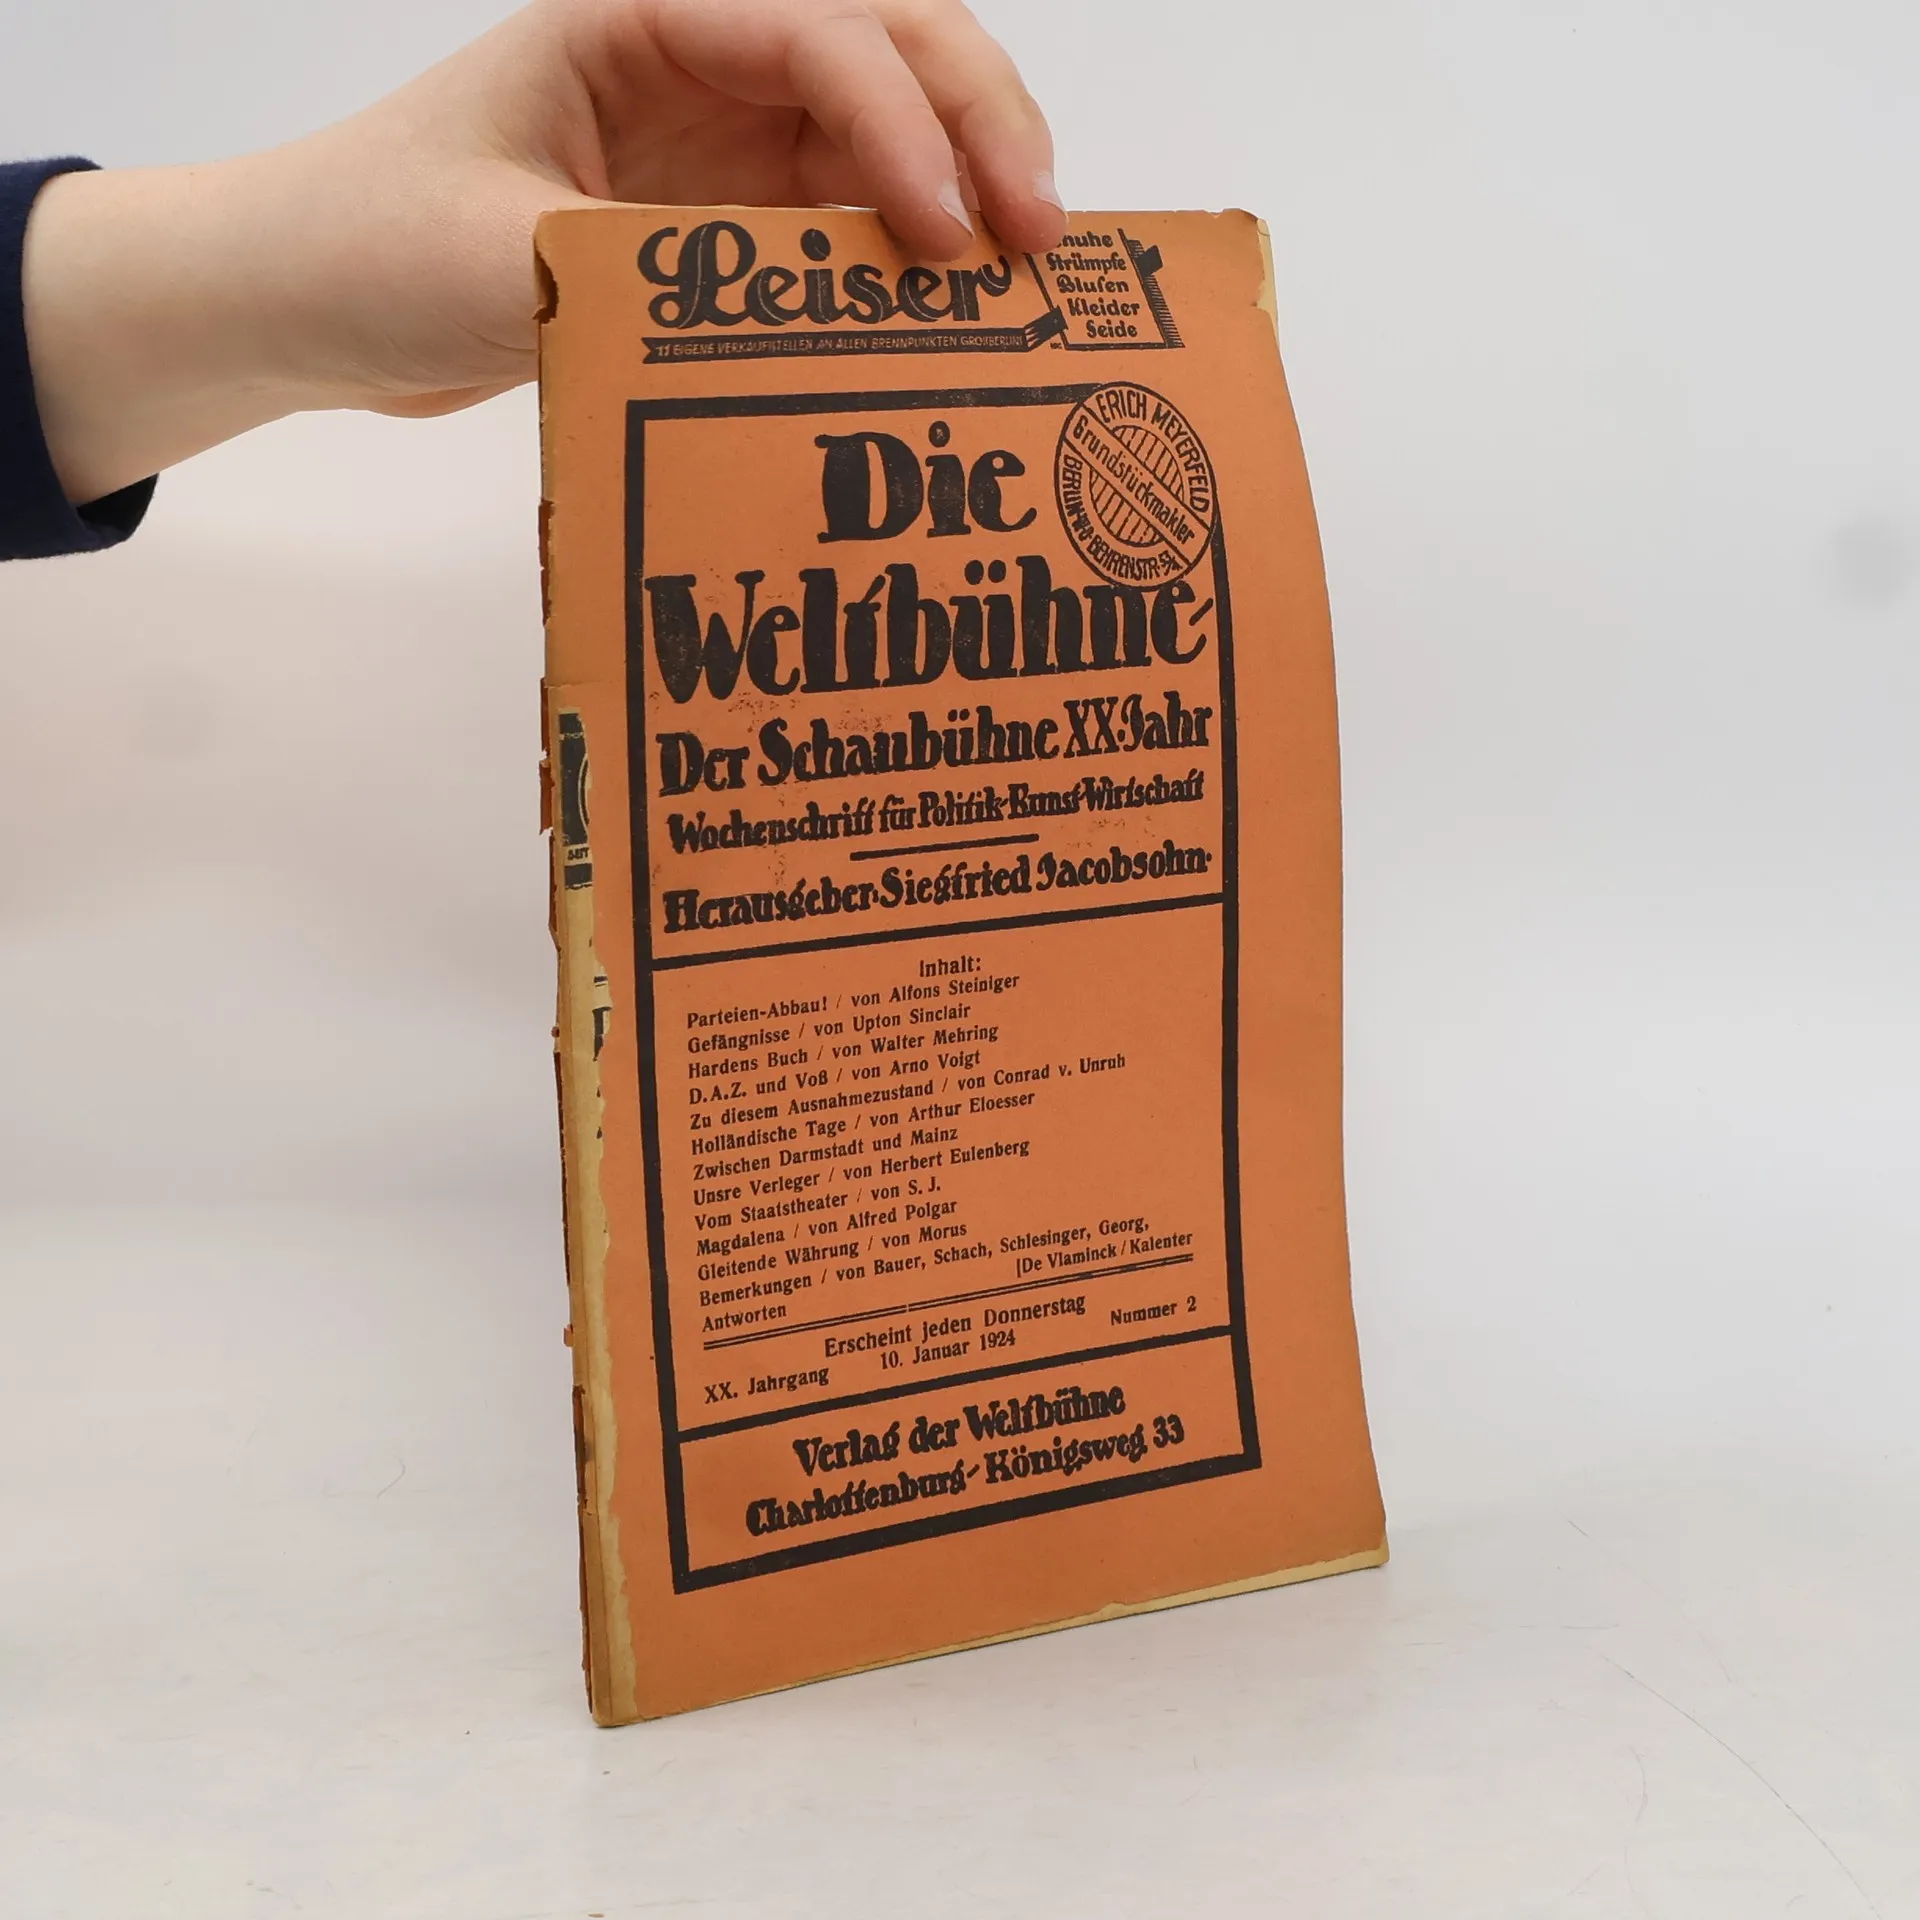 Leiser
Strümpfe
Blusen
Kleider
Seide
11 EIGENE VERKAUFSTELLEN AN ALLEN BRENNPUNKTEN GROẞBERLINS
ERICH MEYERFELD
Grundstückmakler
BERLIN-W-8- BEHRENSTR-
Die
Weltbühne
Der Schaubühne XX. Jahr
Wochenschrift für Politik-Kunst-Wirtschaft
Herausgeber: Siegfried Jacobsohn
Inhalt:
Parteien-Abbau! / von Alfons Steiniger
Gefängnisse / von Upton Sinclair
Hardens Buch / von Walter Mehring
D.A.Z. und Voß / von Arno Voigt
Zu diesem Ausnahmezustand / von Conrad v. Unruh
Holländische Tage / von Arthur Eloesser
Zwischen Darmstadt und Mainz
Unsre Verleger / von Herbert Eulenberg
Vom Staatstheater / von S. J.
Magdalena / von Alfred Polgar
Gleitende Währung / von Morus
Bemerkungen / von Bauer, Schach, Schlesinger, Georg,
Antworten [De Vlaminck / Kalenter
Erscheint jeden Donnerstag
XX. Jahrgang 10. Januar 1924 Nummer 2
Verlag der Weltbühne
Charlottenburg-Königsweg 33
SEIT